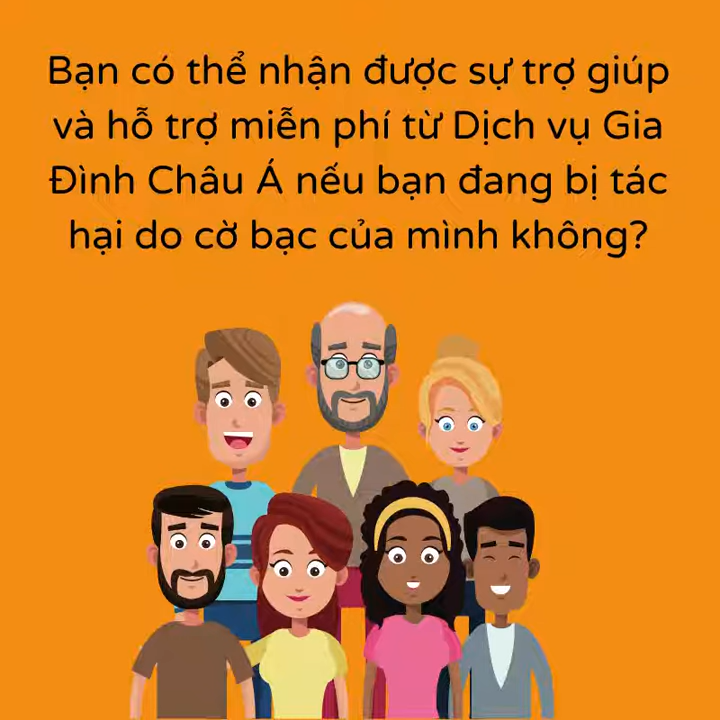 Bạn có thể nhận được sự trợ giúp
và hỗ trợ miễn phí từ Dịch vụ Gia
Đình Châu Á nếu bạn đang bị tác
hại do cờ bạc của mình không?